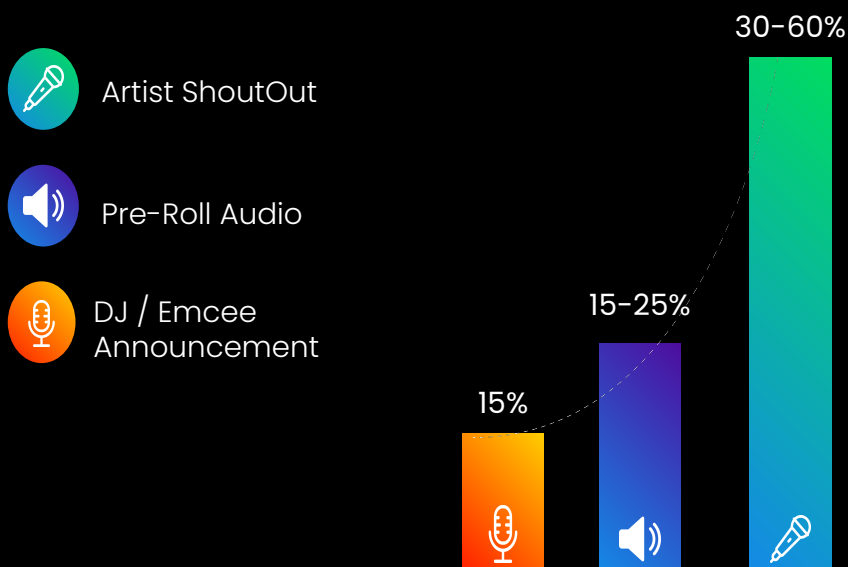 Artist ShoutOut
Pre-Roll Audio
DJ / Emcee
Announcement
15%
15-25%
30-60%